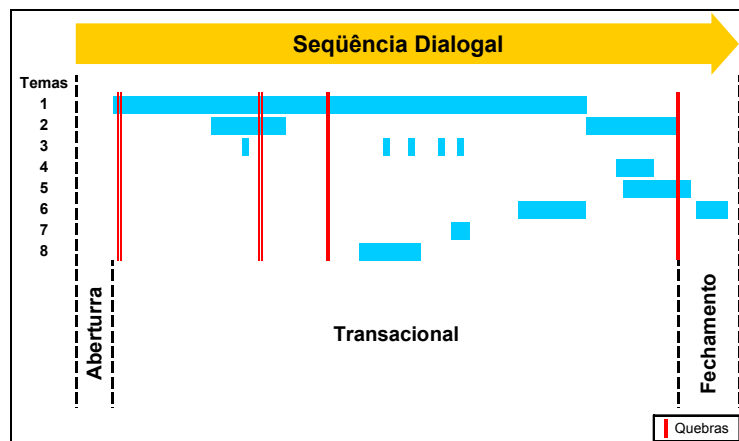 Seqüência Dialogal
Temas
1
2
3
4
5
6
7
8
Aberturra
Transacional
Fechamento
Quebras